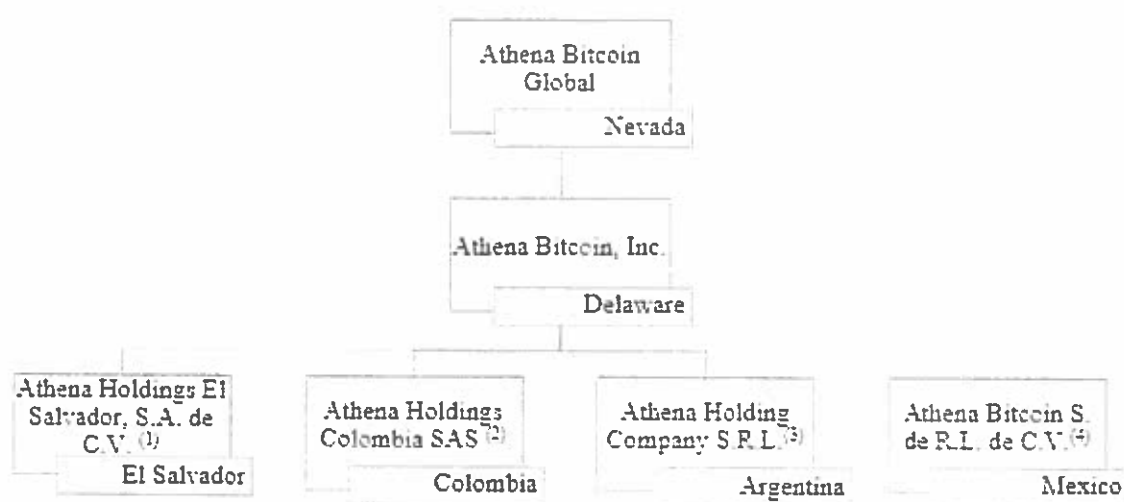 Athena Bitcoin
Global
Nevada
Athena Bitcoin, Inc.
Delaware
Athena Holdings El
Salvador, S.A. de
C.V. (1)
El Salvador
Athena Holdings
Colombia SAS (2)
Colombia
Athena Holding
Company S.R.L. (3)
Argentina
Athena Bitcoin S.
de R.L. de C.V. (4)
Mexico